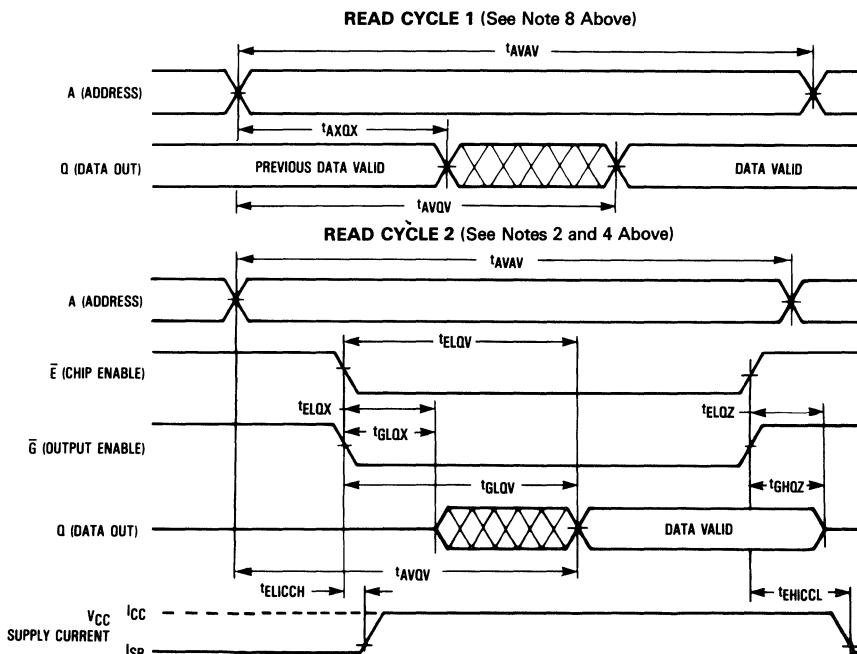 READ CYCLE 1 (See Note 8 Above)
tAVAV
A (ADDRESS)
tAXQX
Q (DATA OUT)
PREVIOUS DATA VALID
DATA VALID
tAVQV
READ CYCLE 2 (See Notes 2 and 4 Above)
tAVAV
A (ADDRESS)
tELQV
E̅ (CHIP ENABLE)
tELQX
tELQZ
tGLQX
G̅ (OUTPUT ENABLE)
tGHQZ
tGLQV
Q (DATA OUT)
DATA VALID
tAVQV
tELICCH
tEHICCL
VCC ICC
SUPPLY CURRENT
ISB